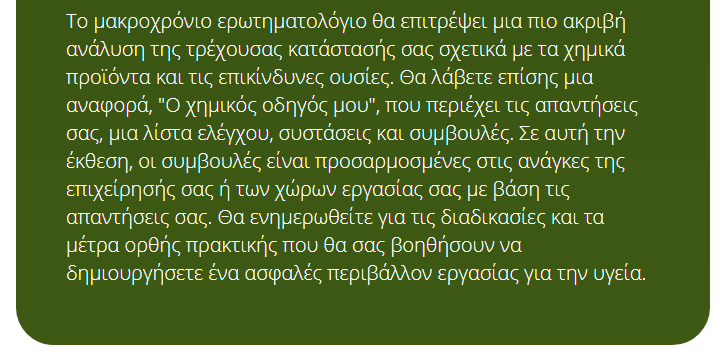 Το μακροχρόνιο ερωτηματολόγιο θα επιτρέψει μια πιο ακριβή
ανάλυση της τρέχουσας κατάστασής σας σχετικά με τα χημικά
προϊόντα και τις επικίνδυνες ουσίες. Θα λάβετε επίσης μια
αναφορά, "Ο χημικός οδηγός μου", που περιέχει τις απαντήσεις
σας, μια λίστα ελέγχου, συστάσεις και συμβουλές. Σε αυτή την
έκθεση, οι συμβουλές είναι προσαρμοσμένες στις ανάγκες της
επιχείρησής σας ή των χώρων εργασίας σας με βάση τις
απαντήσεις σας. Θα ενημερωθείτε για τις διαδικασίες και τα
μέτρα ορθής πρακτικής που θα σας βοηθήσουν να
δημιουργήσετε ένα ασφαλές περιβάλλον εργασίας για την υγεία.